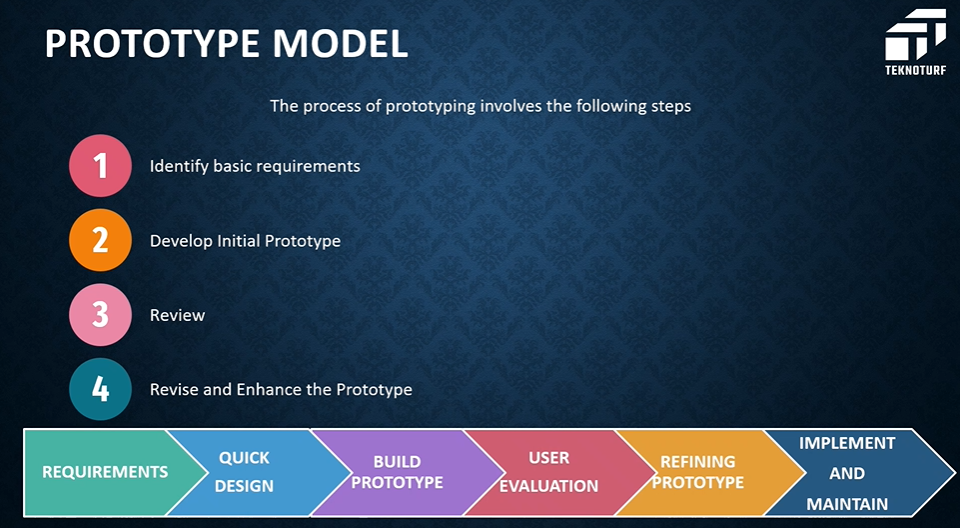 PROTOTYPE MODEL
TEKNOTURF
The process of prototyping involves the following steps
1 Identify basic requirements
2 Develop Initial Prototype
3 Review
4 Revise and Enhance the Prototype
REQUIREMENTS
QUICK
DESIGN
BUILD
PROTOTYPE
USER
EVALUATION
REFINING
PROTOTYPE
IMPLEMENT
AND
MAINTAIN